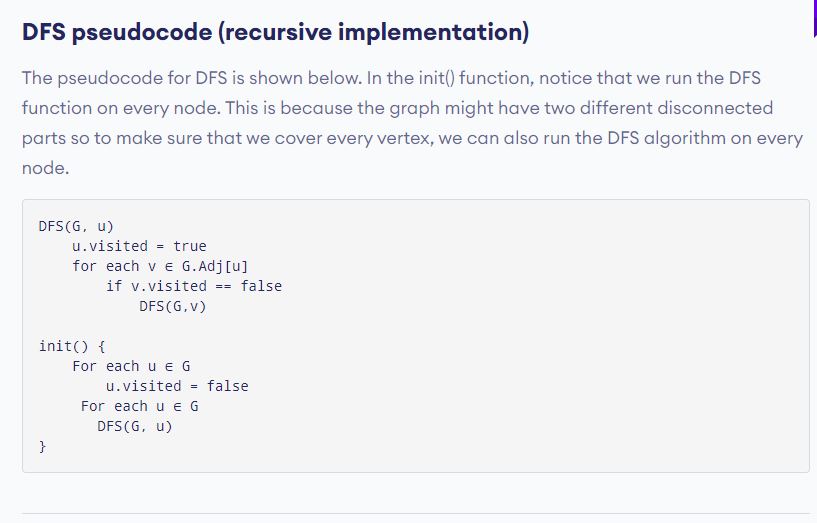 DFS pseudocode (recursive implementation)
The pseudocode for DFS is shown below. In the init() function, notice that we run the DFS
function on every node. This is because the graph might have two different disconnected
parts so to make sure that we cover every vertex, we can also run the DFS algorithm on every
node.
DFS(G, u)
    u.visited = true
    for each v ∈ G.Adj[u]
        if v.visited == false
            DFS(G,v)
init() {
    For each u ∈ G
        u.visited = false
     For each u ∈ G
       DFS(G, u)
}